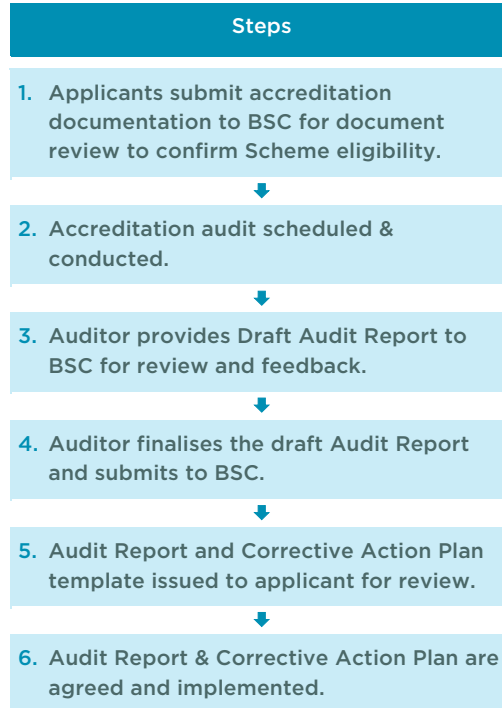 Steps
1. Applicants submit accreditation
documentation to BSC for document
review to confirm Scheme eligibility.
2. Accreditation audit scheduled &
conducted.
3. Auditor provides Draft Audit Report to
BSC for review and feedback.
4. Auditor finalises the draft Audit Report
and submits to BSC.
5. Audit Report and Corrective Action Plan
template issued to applicant for review.
6. Audit Report & Corrective Action Plan are
agreed and implemented.